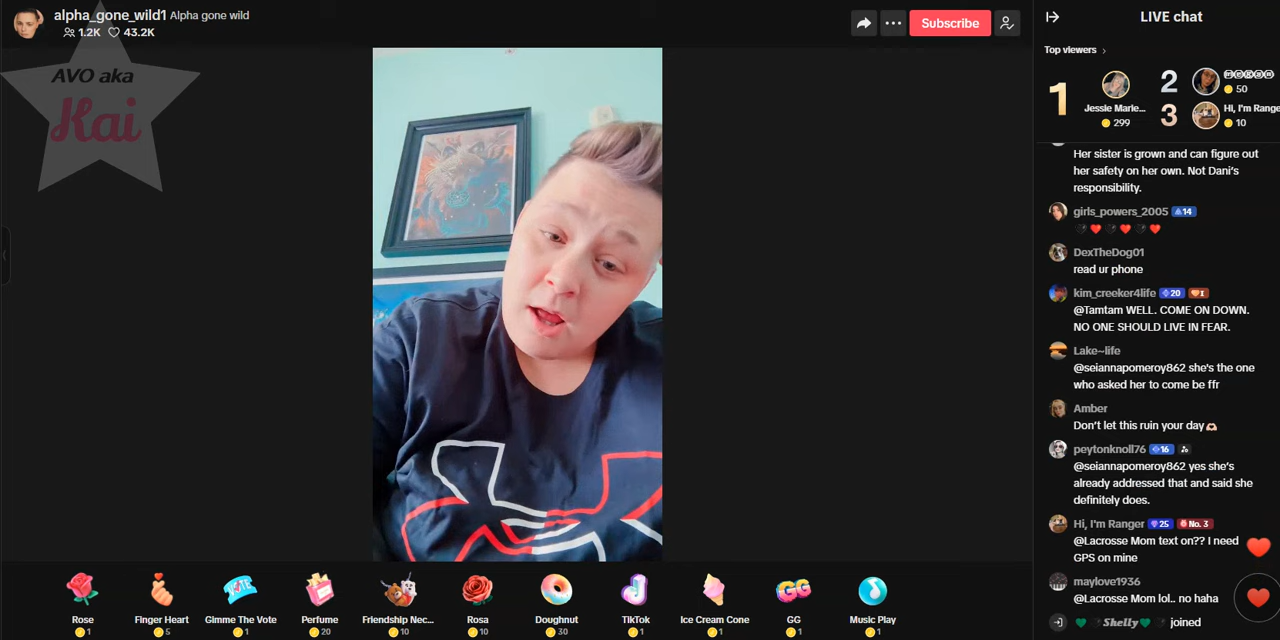 alpha_gone_wild1 Alpha gone wild
1.2K 43.2K
Subscribe
AVO aka
Kai
LIVE chat
Top viewers
1
Jessie Marie...
299
2
50
3
Hi, I'm Range
10
Her sister is grown and can figure out
her safety on her own. Not Dani's
responsibility.
girls_powers_2005 14
DexTheDog01
read ur phone
kim_creeker4life 20 I
@Tamtam WELL. COME ON DOWN.
NO ONE SHOULD LIVE IN FEAR.
Lake~life
@seiannapomeroy862 she's the one
who asked her to come be ffr
Amber
Don't let this ruin your day
peytonknoll76 16
@seiannapomeroy862 yes she's
already addressed that and said she
definitely does.
Hi, I'm Ranger 25 No. 3
@Lacrosse Mom text on?? I need
GPS on mine
maylove1936
@Lacrosse Mom lol.. no haha
Shelly joined
Rose
1
Finger Heart
5
VOTE
Gimme The Vote
1
Perfume
20
Friendship Nec...
10
Rosa
10
Doughnut
30
TikTok
1
Ice Cream Cone
1
GG
GG
1
Music Play
1